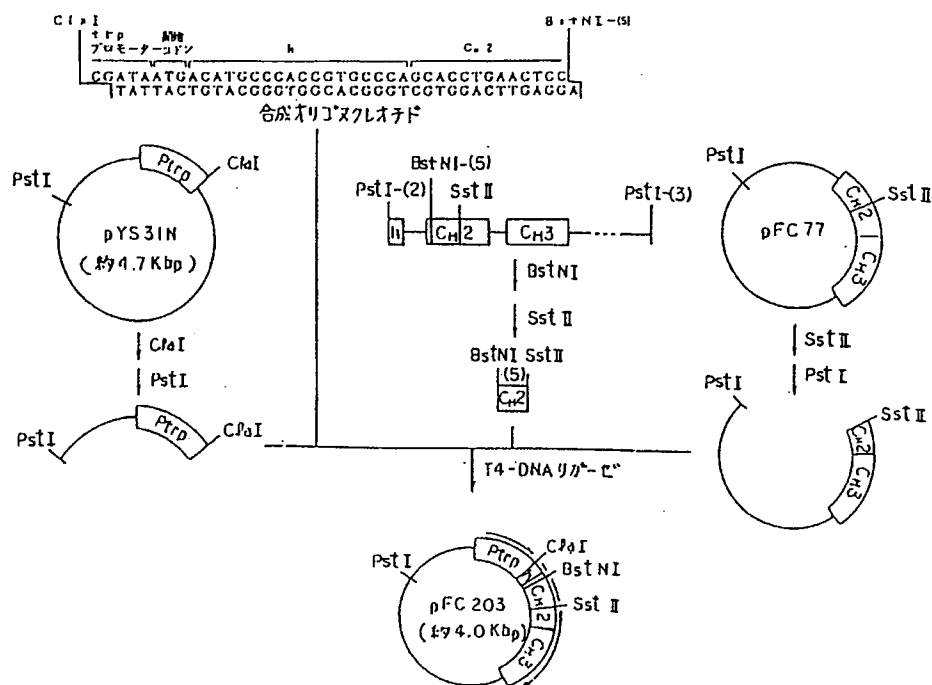 ClaI
BstNI-(5)
trp 開始
プロモーターコドン
h
CH2
CGATAATGACATGCCCACCGTGCCCAGCACCTGAACTCC
TATTACTGTACGGGTGGCACGGGTCGTGGACTTGAGGA
合成オリゴヌクレオチド
PstI
Ptrp
ClaI
pYS31N
(約4.7Kbp)
ClaI
PstI
PstI
Ptrp
ClaI
BstNI-(5)
PstI-(2)
SstII
PstI-(3)
h
CH2
CH3
BstNI
SstII
BstNI SstII
(5)
CH2
PstI
SstII
CH2
CH3
pFC77
SstII
PstI
PstI
SstII
CH2
CH3
T4-DNAリガーゼ
PstI
Ptrp
ClaI
BstNI
SstII
h
CH2
CH3
pFC203
(約4.0Kbp)